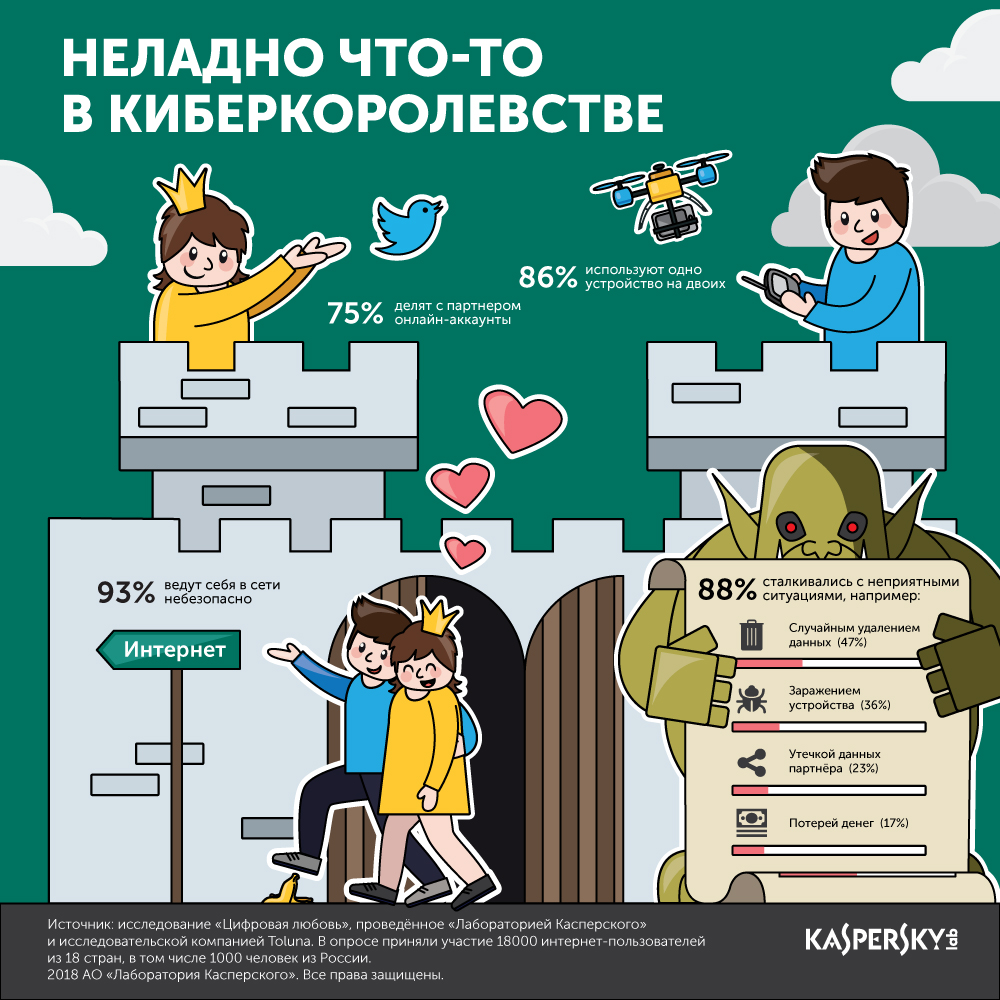 НЕЛАДНО ЧТО-ТО
В КИБЕРКОРОЛЕВСТВЕ
86% используют одно
устройство на двоих
75% делят с партнером
онлайн-аккаунты
93% ведут себя в сети
небезопасно
Интернет
88% сталкивались с неприятными
ситуациями, например:
Случайным удалением
данных (47%)
Заражением
устройства (36%)
Утечкой данных
партнёра (23%)
Потерей денег (17%)
Источник: исследование «Цифровая любовь», проведённое «Лабораторией Касперского»
и исследовательской компанией Toluna. В опросе приняли участие 18000 интернет-пользователей
из 18 стран, в том числе 1000 человек из России.
2018 АО «Лаборатория Касперского». Все права защищены.
KASPERSKY lab